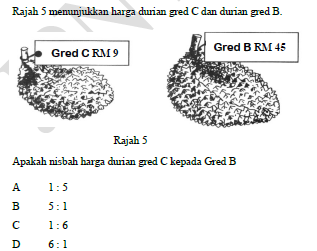 Rajah 5 menunjukkan harga durian gred C dan durian gred B.
Gred C RM 9
Gred B RM 45
Rajah 5
Apakah nisbah harga durian gred C kepada Gred B
A 1 : 5
B 5 : 1
C 1 : 6
D 6 : 1